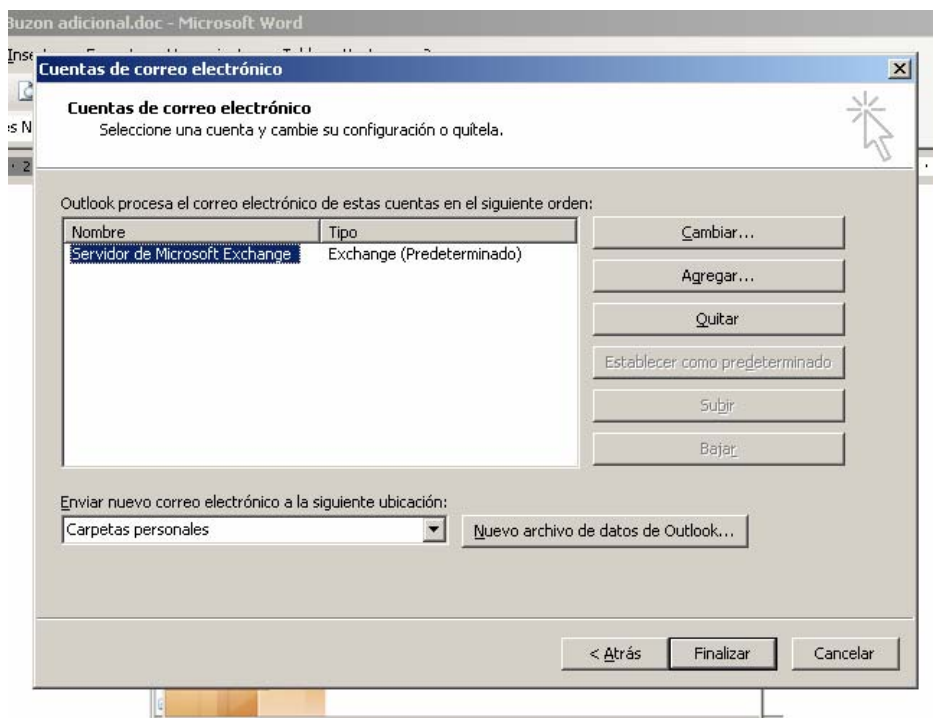 Buzon adicional.doc - Microsoft Word
Cuentas de correo electrónico
Cuentas de correo electrónico
Seleccione una cuenta y cambie su configuración o quítela.
Outlook procesa el correo electrónico de estas cuentas en el siguiente orden:
Nombre Tipo
Servidor de Microsoft Exchange Exchange (Predeterminado)
Cambiar...
Agregar...
Quitar
Establecer como predeterminado
Subir
Bajar
Enviar nuevo correo electrónico a la siguiente ubicación:
Carpetas personales
Nuevo archivo de datos de Outlook...
< Atrás Finalizar Cancelar